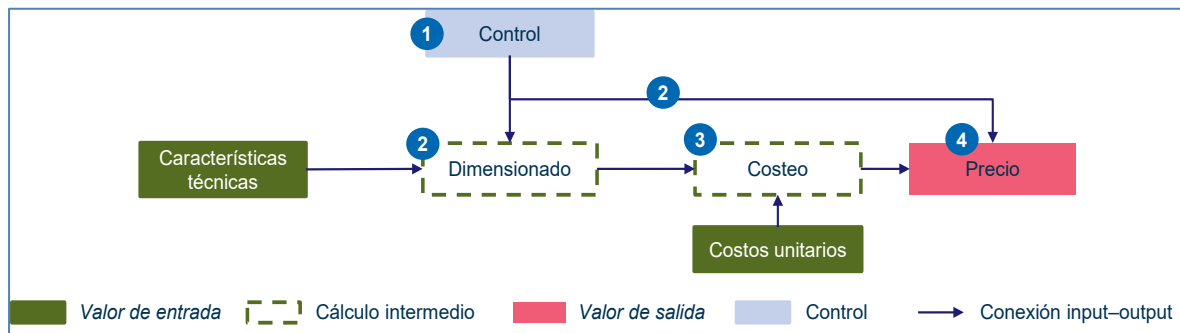 1
Control
2
Características
técnicas
2
Dimensionado
3
Costeo
4
Precio
Costos unitarios
Valor de entrada
Cálculo intermedio
Valor de salida
Control
Conexión input–output